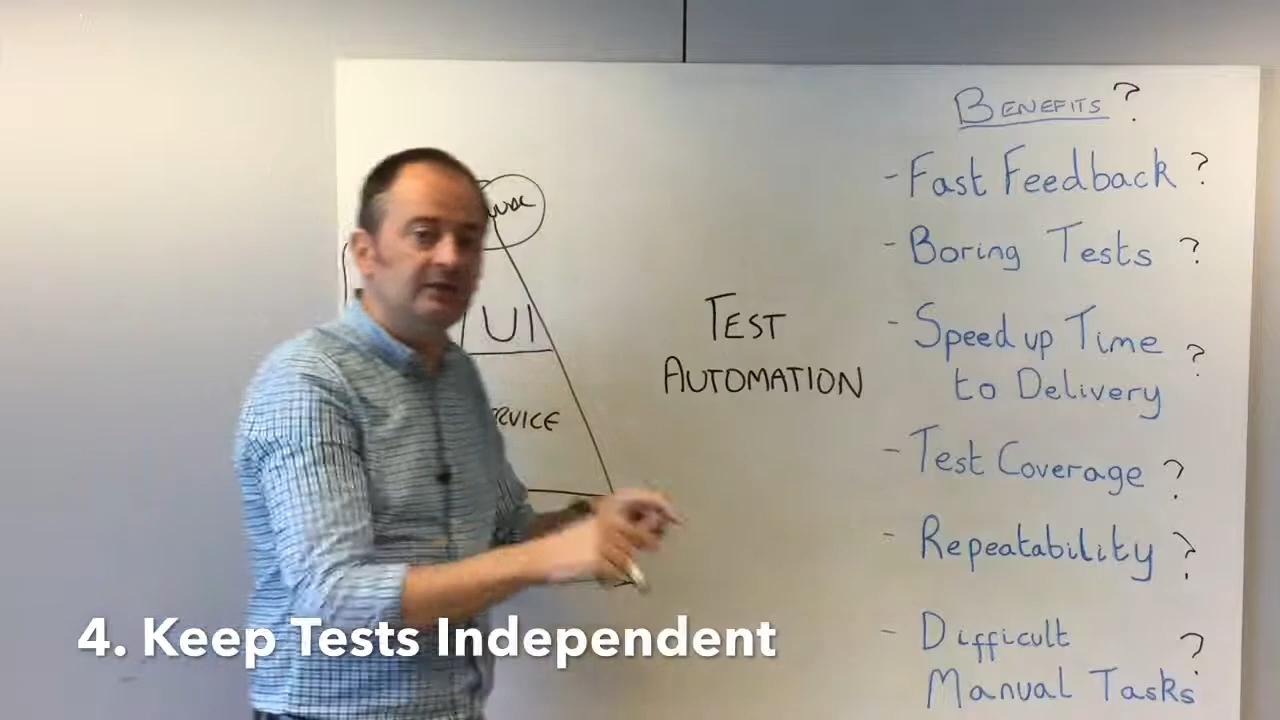 BENEFITS?
- Fast Feedback ?
- Boring Tests ?
- Speed up Time
to Delivery ?
- Test Coverage ?
- Repeatability ?
- Difficult
Manual Tasks ?
TEST
AUTOMATION
UI
4. Keep Tests Independent